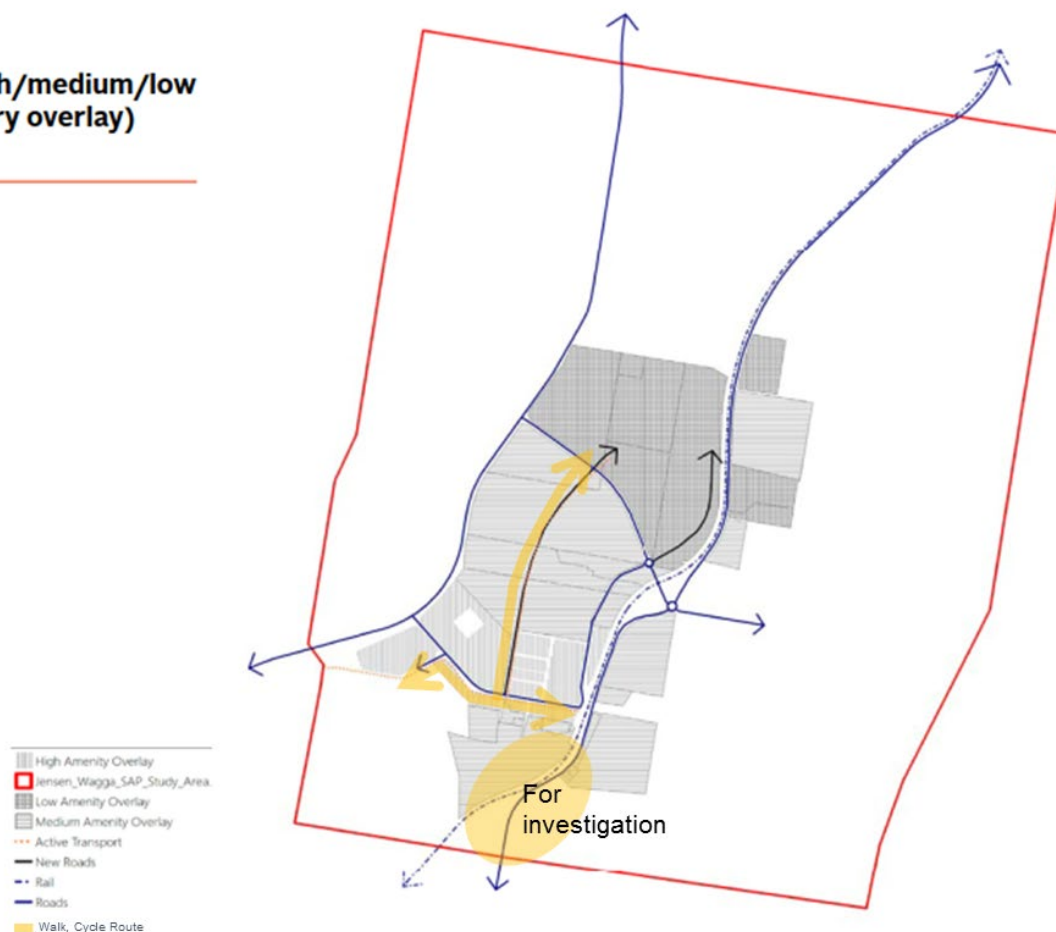 h/medium/low
ry overlay)
For
investigation
High Amenity Overlay
Jensen_Wagga_SAP_Study_Area.
Low Amenity Overlay
Medium Amenity Overlay
Active Transport
New Roads
Rail
Roads
Walk, Cycle Route